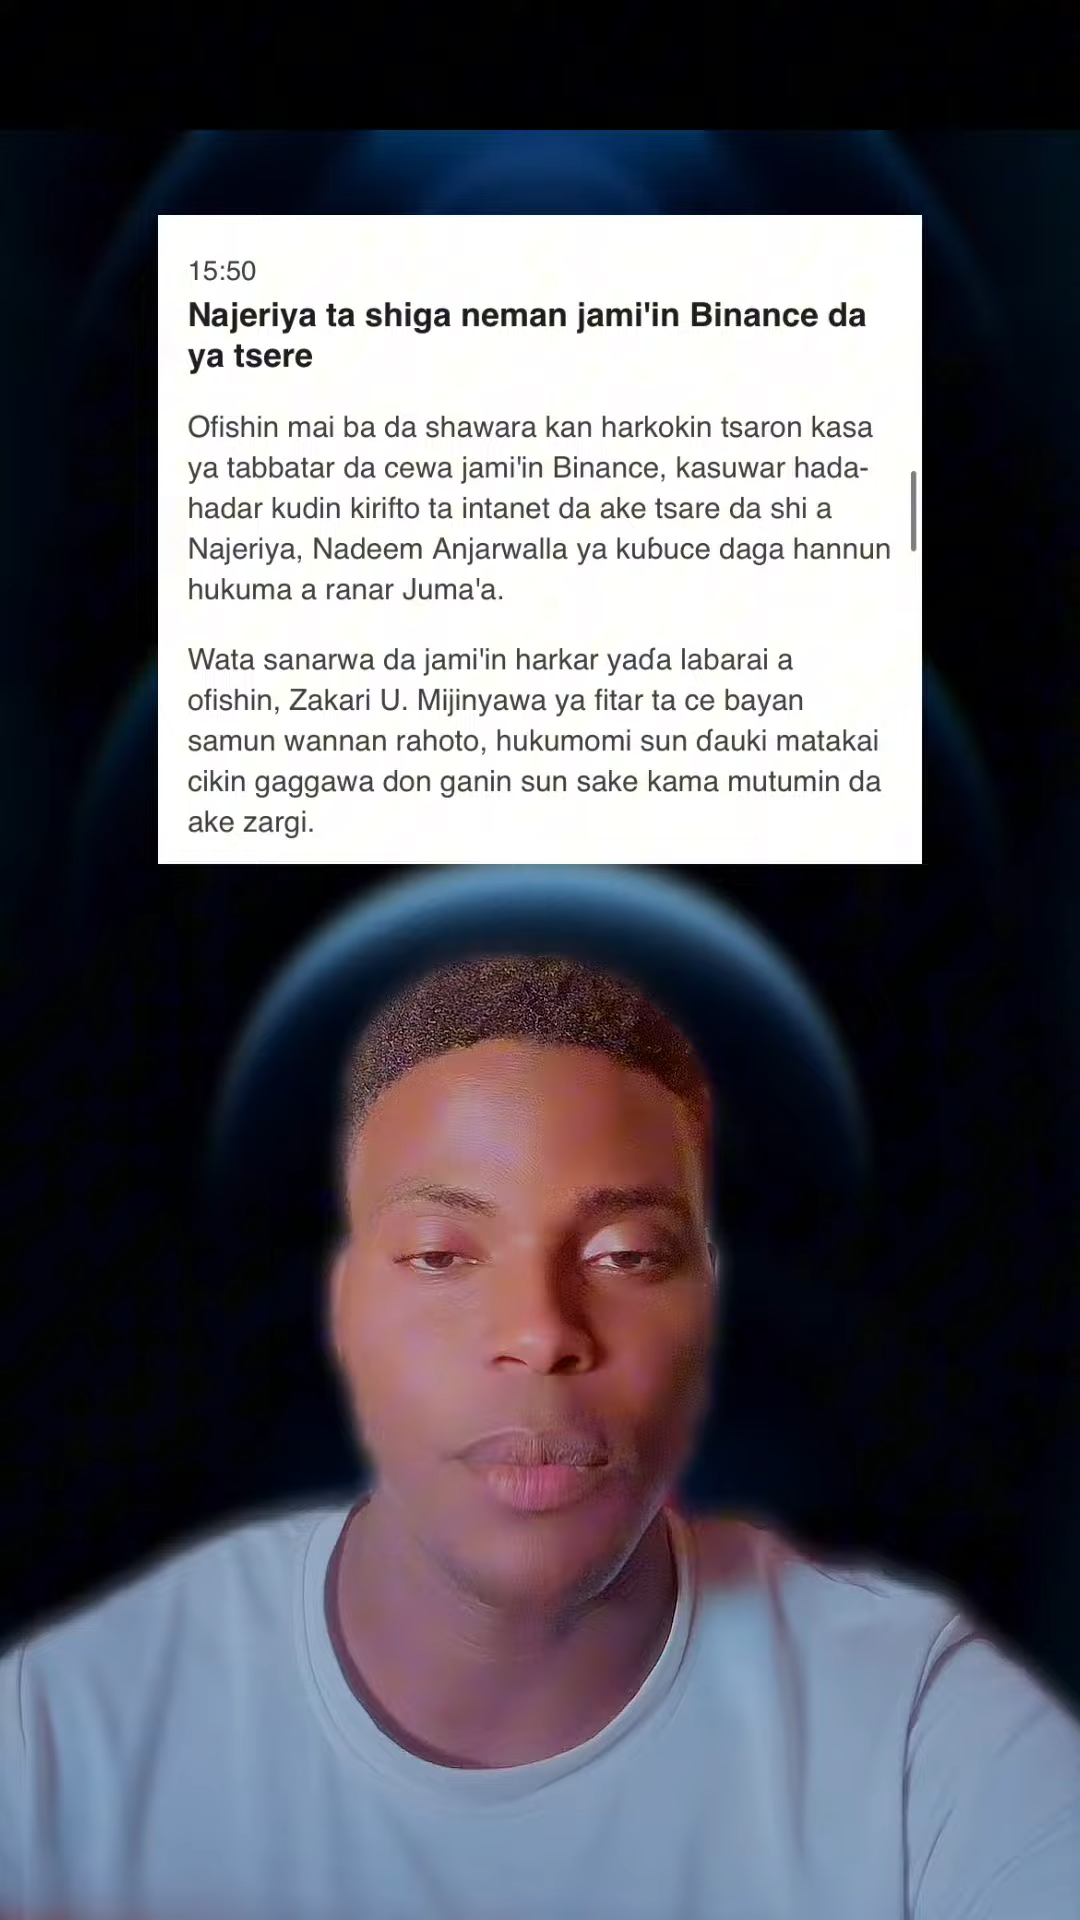 15:50
Najeriya ta shiga neman jami'in Binance da
ya tsere
Ofishin mai ba da shawara kan harkokin tsaron kasa
ya tabbatar da cewa jami'in Binance, kasuwar hada-
hadar kudin kirifto ta intanet da ake tsare da shi a
Najeriya, Nadeem Anjarwalla ya kuɓuce daga hannun
hukuma a ranar Juma'a.
Wata sanarwa da jami'in harkar yaɗa labarai a
ofishin, Zakari U. Mijinyawa ya fitar ta ce bayan
samun wannan rahoto, hukumomi sun ɗauki matakai
cikin gaggawa don ganin sun sake kama mutumin da
ake zargi.